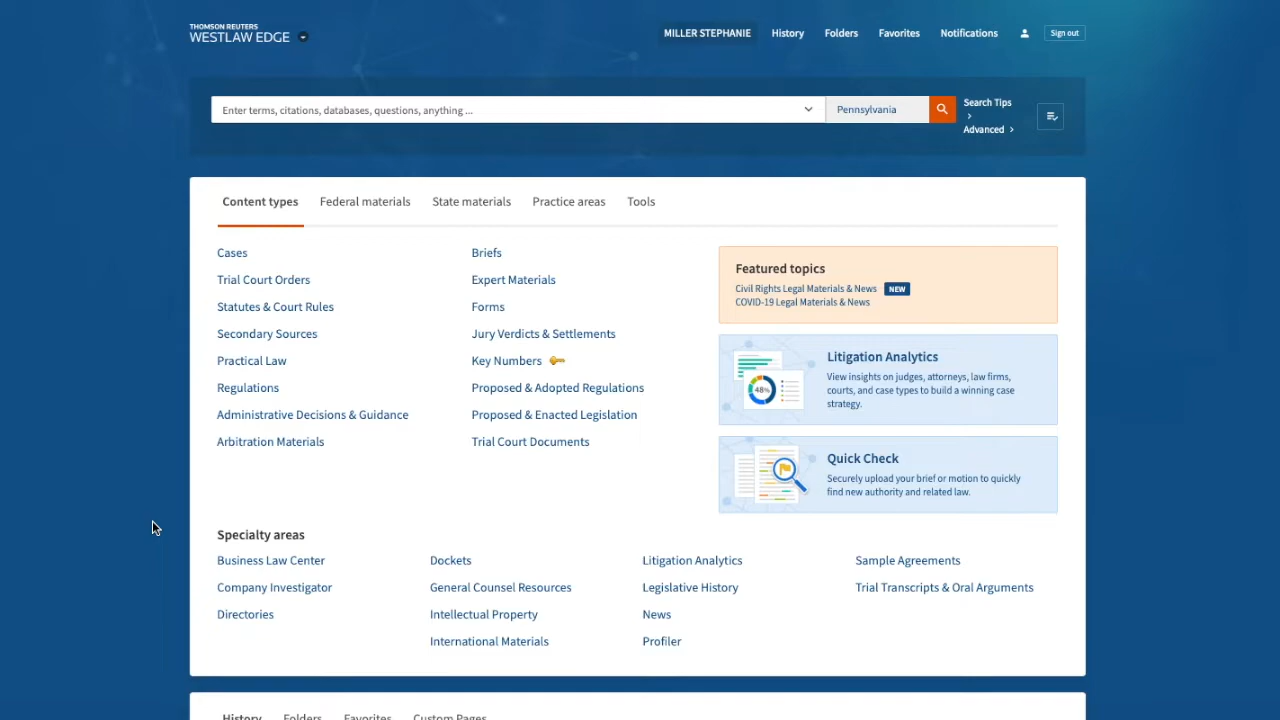 THOMSON REUTERS
WESTLAW EDGE
MILLER STEPHANIE
History
Folders
Favorites
Notifications
Sign out
Enter terms, citations, databases, questions, anything ...
Pennsylvania
Search Tips
Advanced
Content types
Federal materials
State materials
Practice areas
Tools
Cases
Trial Court Orders
Statutes & Court Rules
Secondary Sources
Practical Law
Regulations
Administrative Decisions & Guidance
Arbitration Materials
Briefs
Expert Materials
Forms
Jury Verdicts & Settlements
Key Numbers
Proposed & Adopted Regulations
Proposed & Enacted Legislation
Trial Court Documents
Featured topics
Civil Rights Legal Materials & News NEW
COVID-19 Legal Materials & News
48%
Litigation Analytics
View insights on judges, attorneys, law firms,
courts, and case types to build a winning case
strategy.
Quick Check
Securely upload your brief or motion to quickly
find new authority and related law.
Specialty areas
Business Law Center
Company Investigator
Directories
Dockets
General Counsel Resources
Intellectual Property
International Materials
Litigation Analytics
Legislative History
News
Profiler
Sample Agreements
Trial Transcripts & Oral Arguments
History
Folders
Favorites
Custom Pages